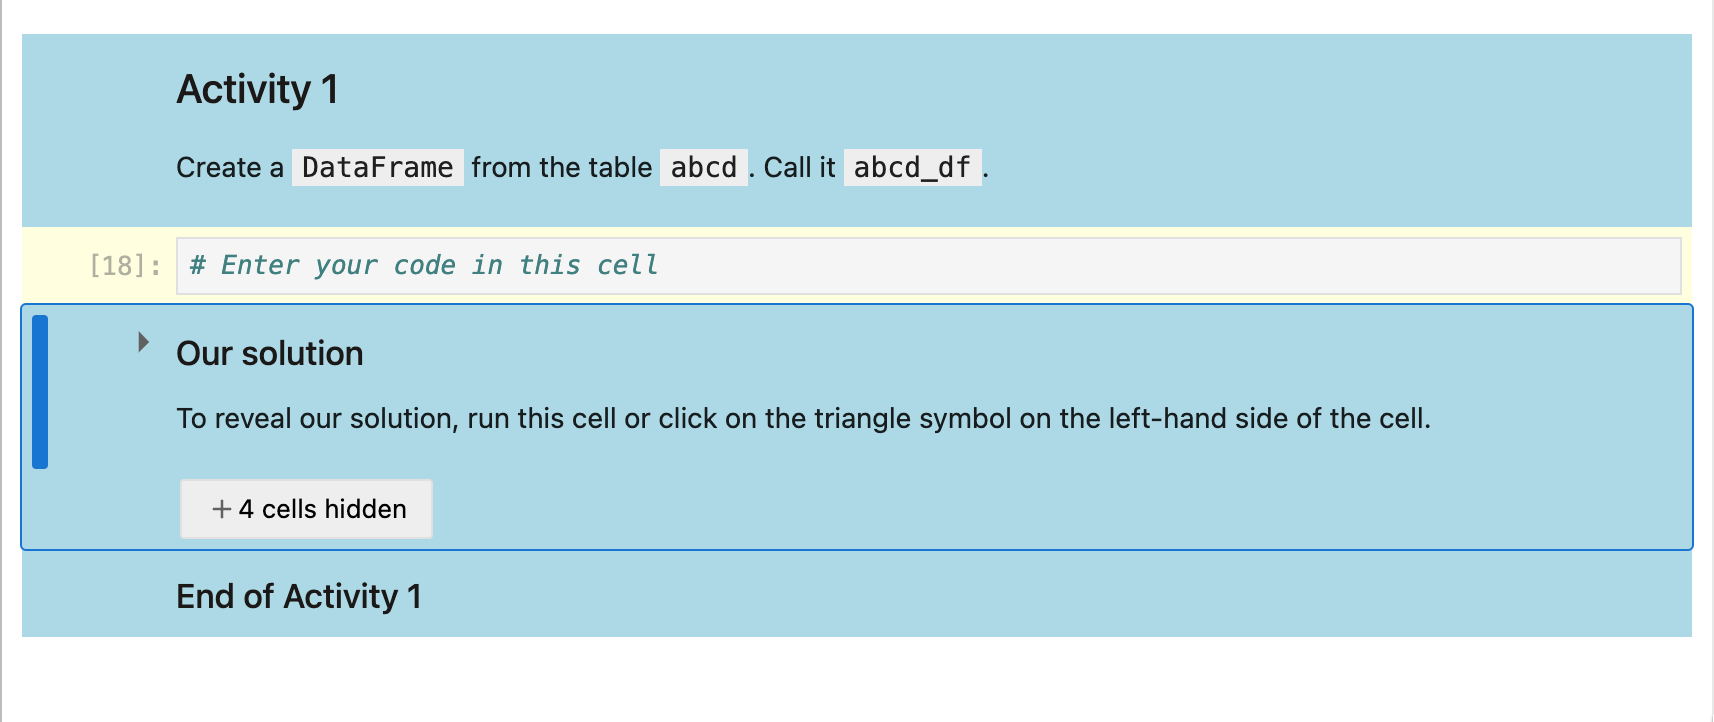 Activity 1
Create a DataFrame from the table abcd. Call it abcd_df.
[18]: # Enter your code in this cell
Our solution
To reveal our solution, run this cell or click on the triangle symbol on the left-hand side of the cell.
+ 4 cells hidden
End of Activity 1